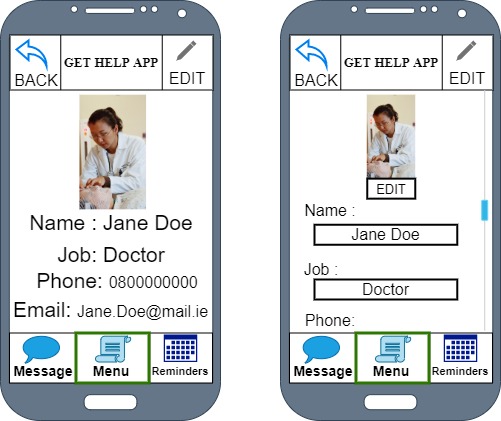 BACK
GET HELP APP
EDIT
Name : Jane Doe
Job: Doctor
Phone: 0800000000
Email: Jane.Doe@mail.ie
Message
Menu
Reminders
BACK
GET HELP APP
EDIT
EDIT
Name :
Jane Doe
Job :
Doctor
Phone:
Message
Menu
Reminders